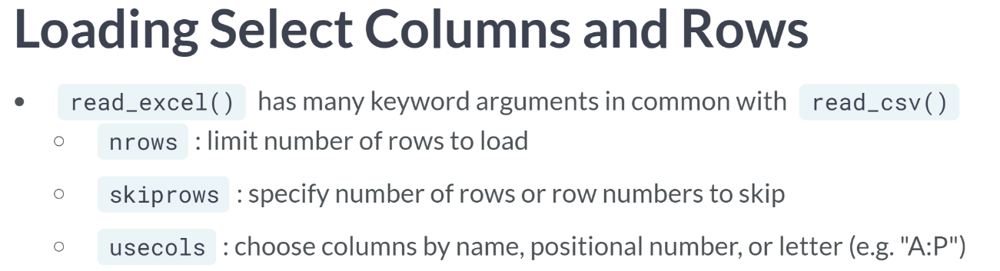 Loading Select Columns and Rows
• read_excel() has many keyword arguments in common with read_csv()
○ nrows : limit number of rows to load
○ skiprows : specify number of rows or row numbers to skip
○ usecols : choose columns by name, positional number, or letter (e.g. "A:P")